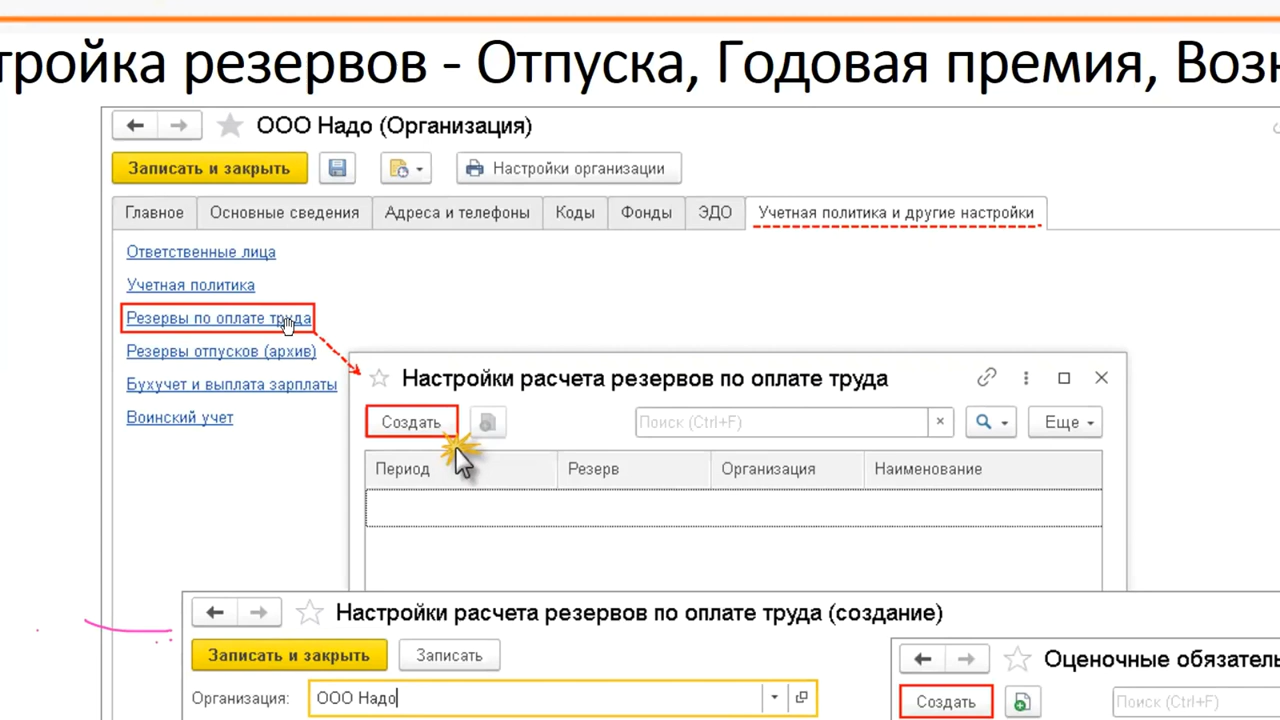 тройка резервов - Отпуска, Годовая премия, Возн
ООО Надо (Организация)
Записать и закрыть Настройки организации
Главное Основные сведения Адреса и телефоны Коды Фонды ЭДО Учетная политика и другие настройки
Ответственные лица
Учетная политика
Резервы по оплате труда
Резервы отпусков (архив)
Бухучет и выплата зарплаты
Воинский учет
Настройки расчета резервов по оплате труда
Создать Поиск (Ctrl+F) × Еще
Период Резерв Организация Наименование
Настройки расчета резервов по оплате труда (создание)
Записать и закрыть Записать
Организация: ООО Надо
Оценочные обязатель
Создать Поиск (Ctrl+F)